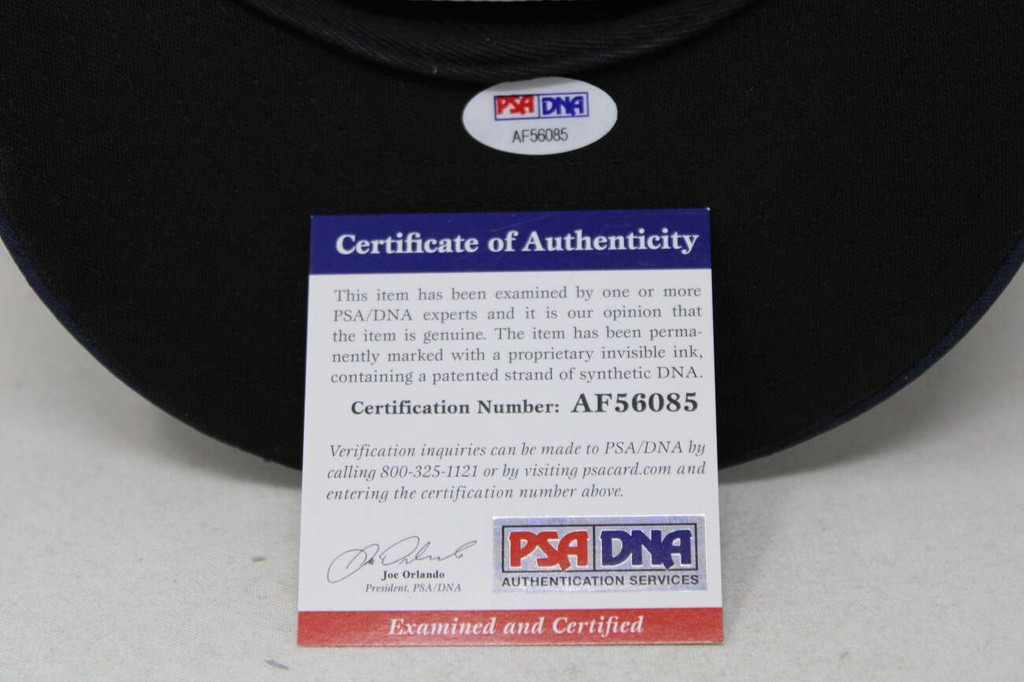 PSA DNA
AF56085
Certificate of Authenticity
This item has been examined by one or more
PSA/DNA experts and it is our opinion that
the item is genuine. The item has been perma-
nently marked with a proprietary invisible ink,
containing a patented strand of synthetic DNA.
Certification Number: AF56085
Verification inquiries can be made to PSA/DNA by
calling 800-325-1121 or by visiting psacard.com and
entering the certification number above.
Joe Orlando
President, PSA/DNA
PSA DNA
AUTHENTICATION SERVICES
Examined and Certified